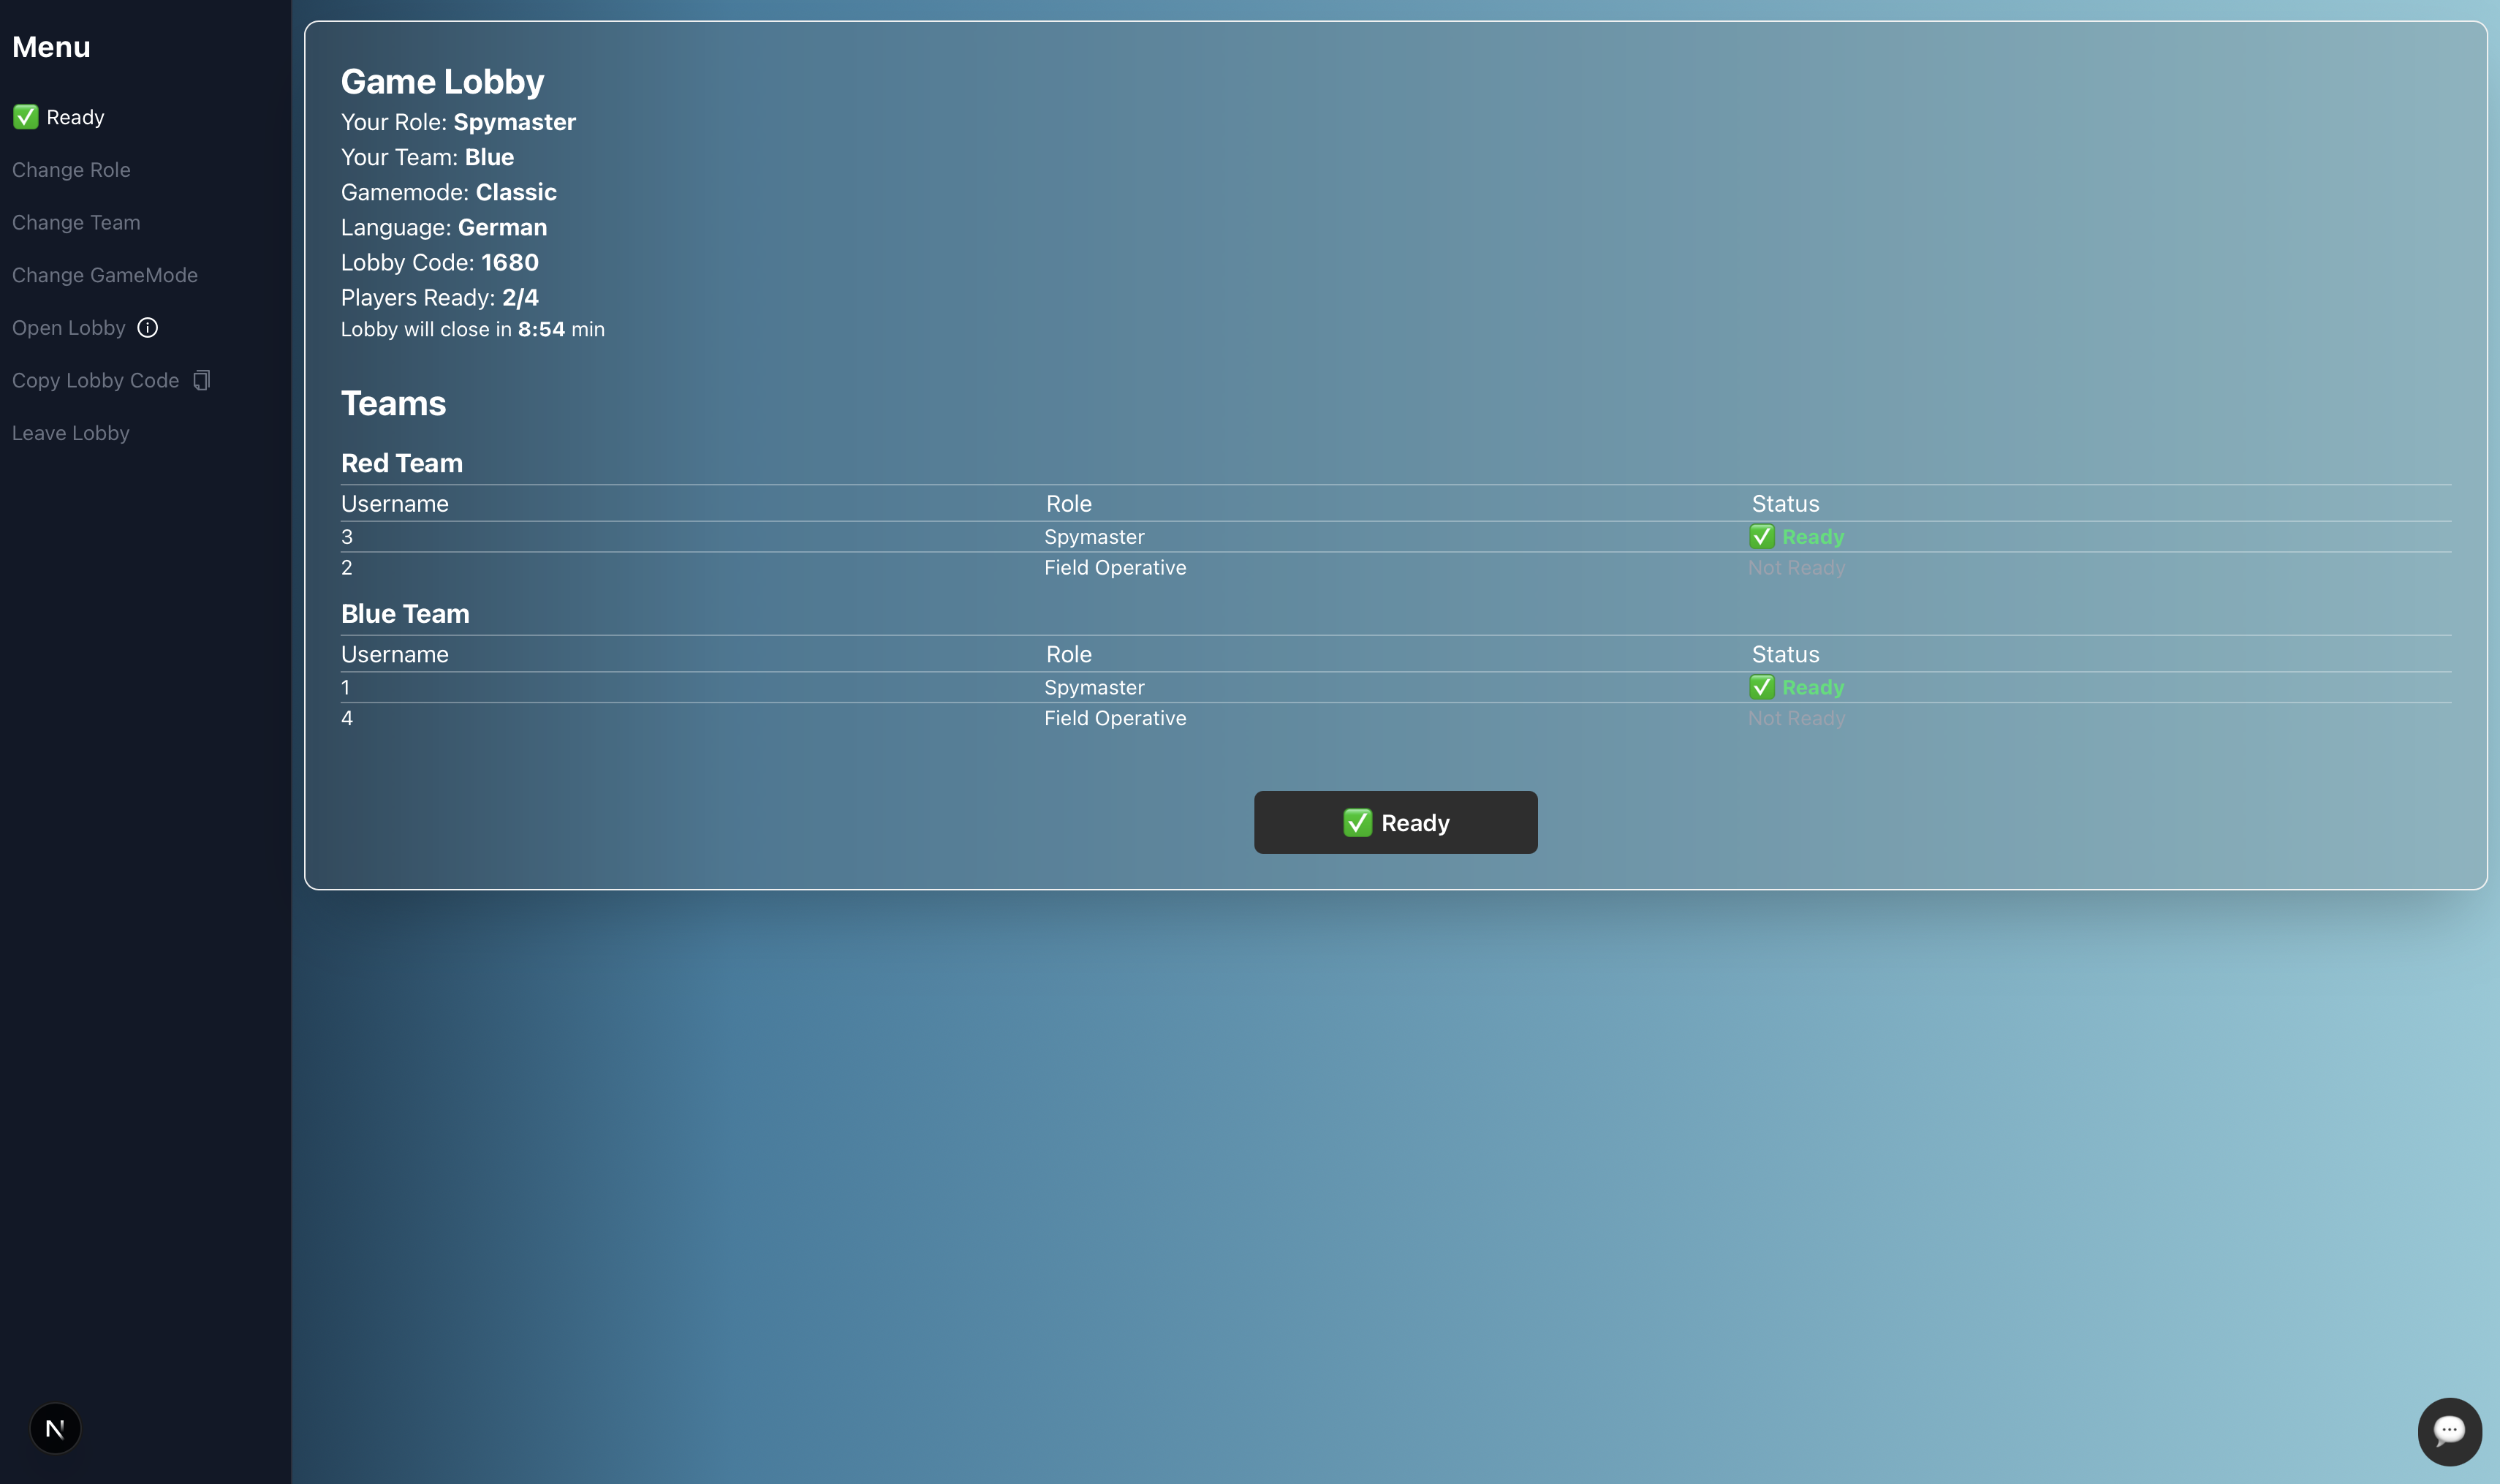 Menu
✅ Ready
Change Role
Change Team
Change GameMode
Open Lobby
Copy Lobby Code
Leave Lobby
Game Lobby
Your Role: Spymaster
Your Team: Blue
Gamemode: Classic
Language: German
Lobby Code: 1680
Players Ready: 2/4
Lobby will close in 8:54 min
Teams
Red Team
Username Role Status
3 Spymaster ✅ Ready
2 Field Operative Not Ready
Blue Team
Username Role Status
1 Spymaster ✅ Ready
4 Field Operative Not Ready
✅ Ready
N